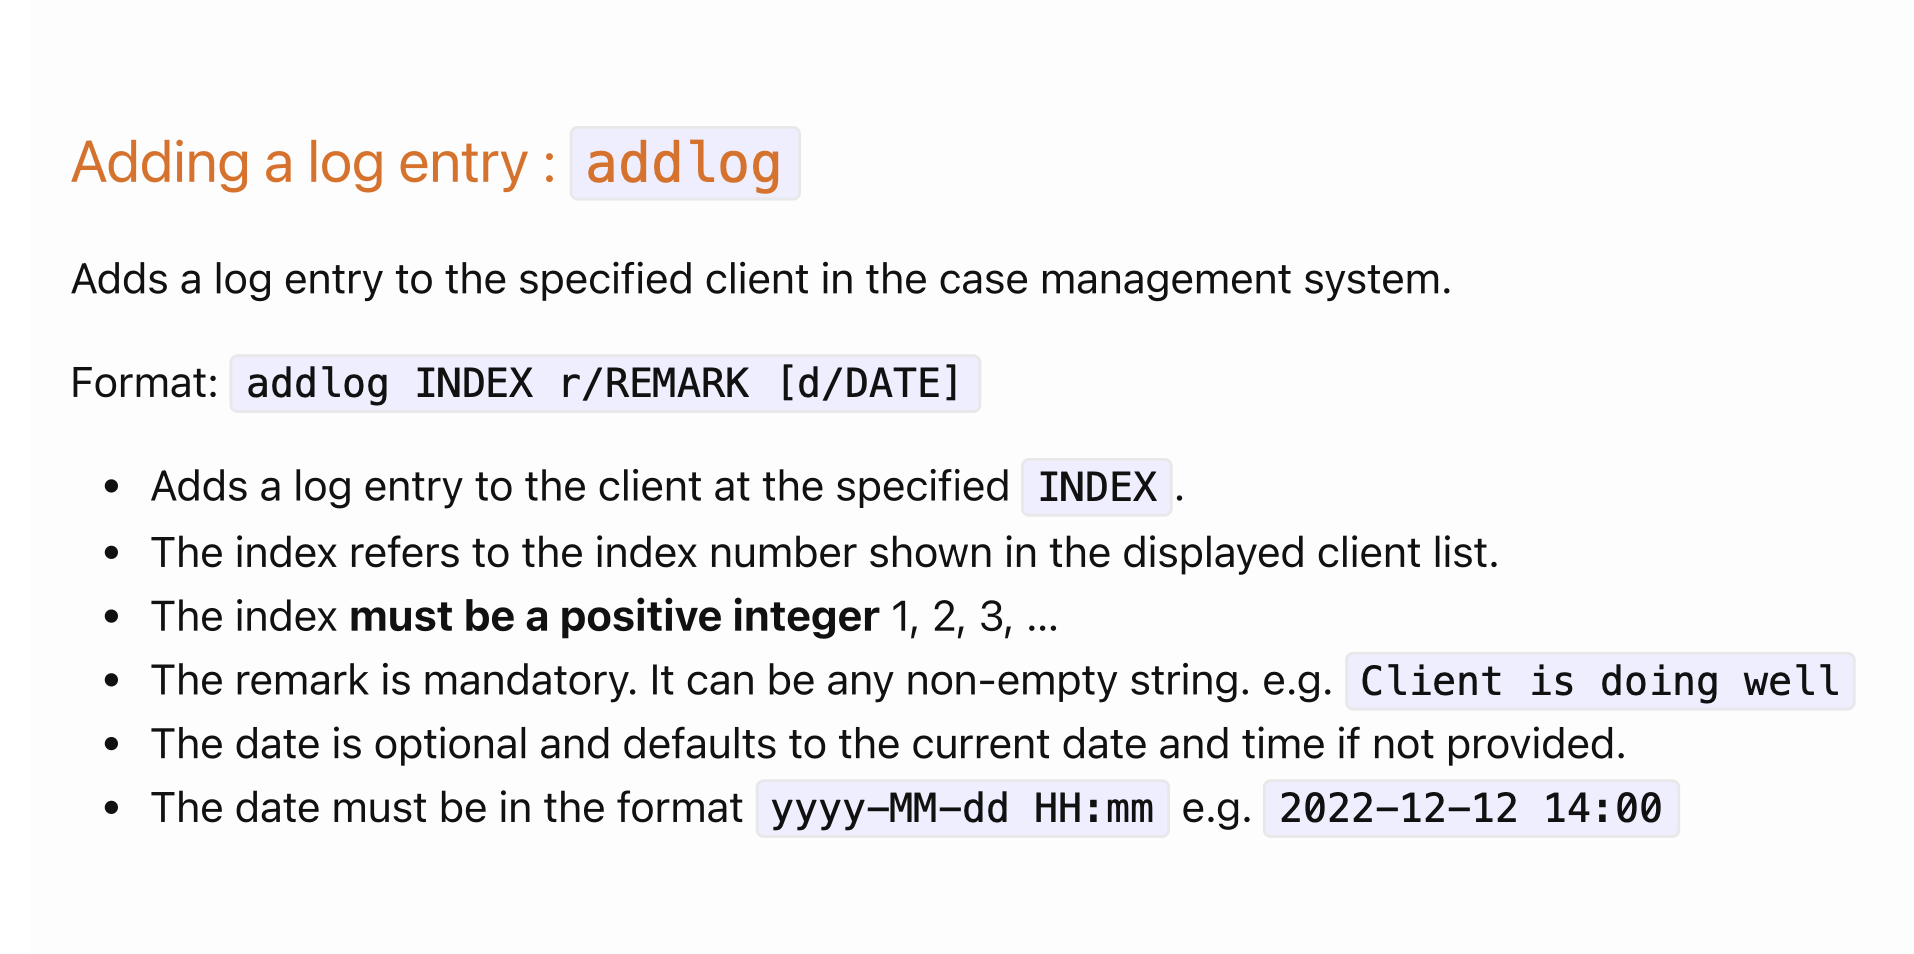 Adding a log entry : addlog
Adds a log entry to the specified client in the case management system.
Format: addlog INDEX r/REMARK [d/DATE]
• Adds a log entry to the client at the specified INDEX.
• The index refers to the index number shown in the displayed client list.
• The index must be a positive integer 1, 2, 3, …
• The remark is mandatory. It can be any non-empty string. e.g. Client is doing well
• The date is optional and defaults to the current date and time if not provided.
• The date must be in the format yyyy-MM-dd HH:mm e.g. 2022-12-12 14:00